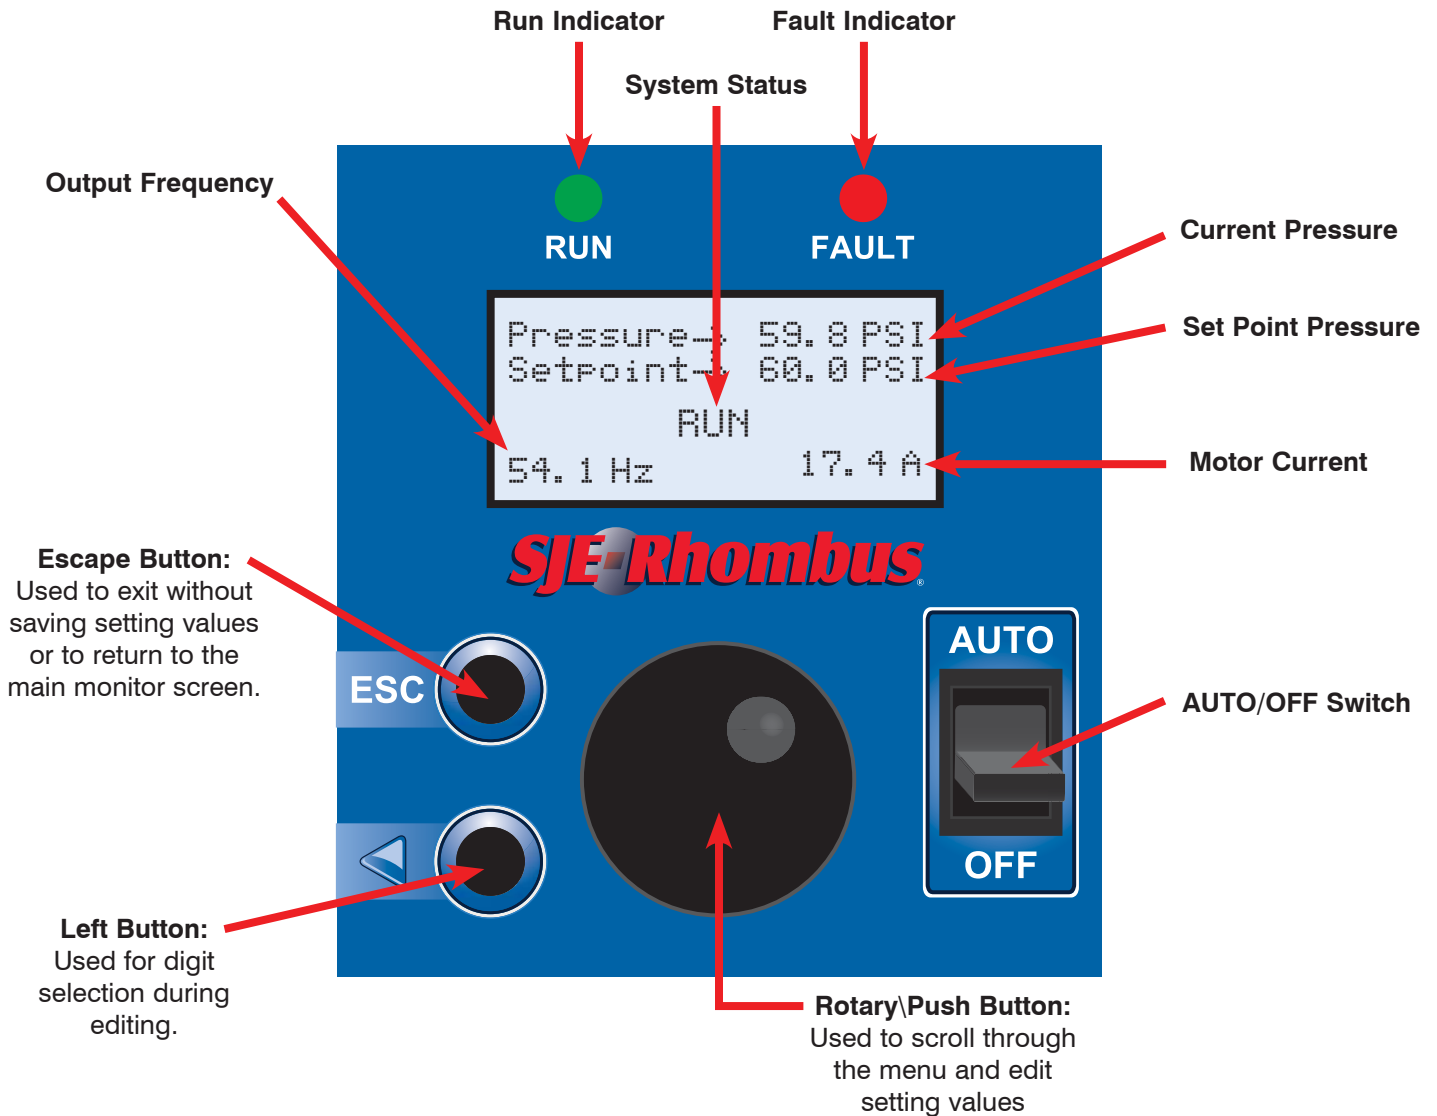 Run Indicator
Fault Indicator
System Status
Output Frequency
RUN
FAULT
Current Pressure
Pressure→ 59.8 PSI
Set Point Pressure
Setpoint→ 60.0 PSI
RUN
54.1 Hz
17.4 A
Motor Current
SJE-Rhombus®
Escape Button:
Used to exit without
saving setting values
or to return to the
main monitor screen.
ESC
AUTO
AUTO/OFF Switch
OFF
Left Button:
Used for digit
selection during
editing.
Rotary\Push Button:
Used to scroll through
the menu and edit
setting values